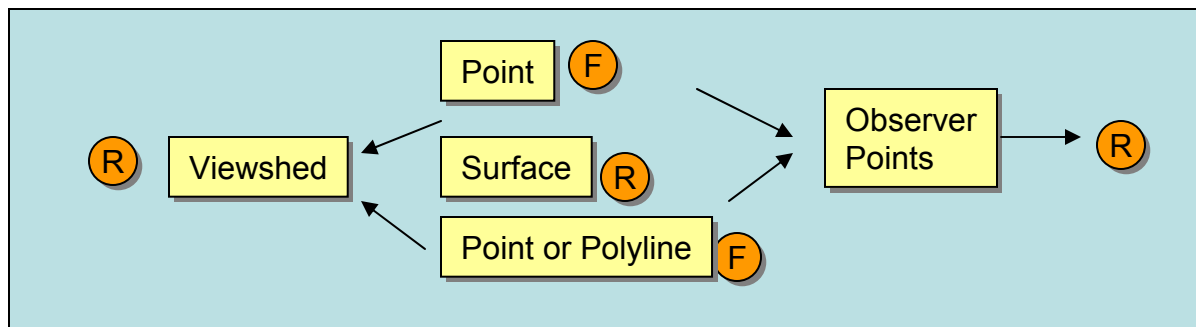 Point
F
R
Viewshed
Surface
R
Point or Polyline
F
Observer
Points
R